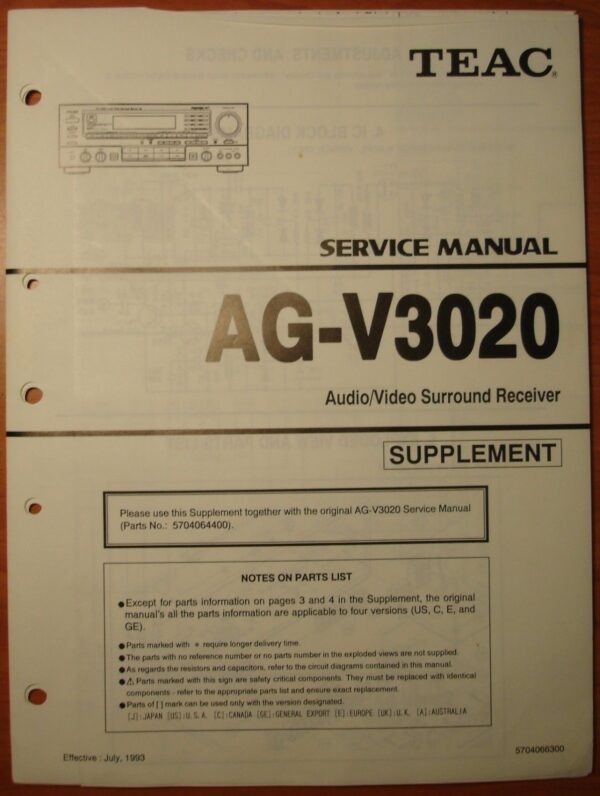 TEAC®
SERVICE MANUAL
AG-V3020
Audio/Video Surround Receiver
SUPPLEMENT
Please use this Supplement together with the original AG-V3020 Service Manual
(Parts No.: 5704064400).
NOTES ON PARTS LIST
● Except for parts information on pages 3 and 4 in the Supplement, the original
manual's all the parts information are applicable to four versions (US, C, E, and
GE).
● Parts marked with * require longer delivery time.
● The parts with no reference number or no parts number in the exploded views are not supplied.
● As regards the resistors and capacitors, refer to the circuit diagrams contained in this manual.
● ⚠ Parts marked with this sign are safety critical components. They must be replaced with identical
components - refer to the appropriate parts list and ensure exact replacement.
● Parts of [ ] mark can be used only with the version designated.
[J]:JAPAN [US]:U.S.A. [C]:CANADA [GE]:GENERAL EXPORT [E]:EUROPE [UK]:U.K. [A]:AUSTRALIA
Effective : July, 1993
5704066300